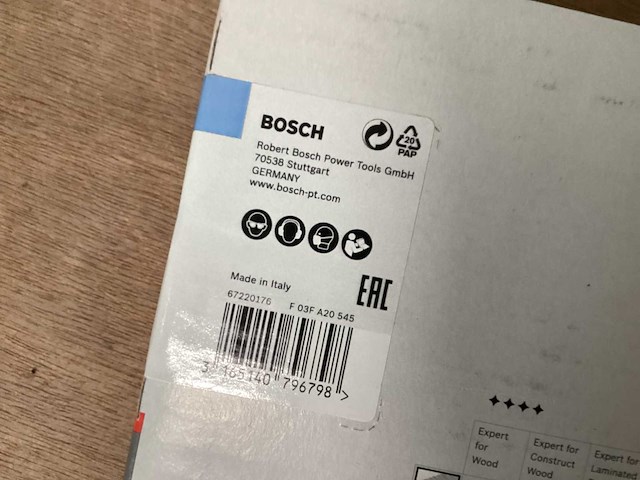 BOSCH
20
PAP
Robert Bosch Power Tools GmbH
70538 Stuttgart
GERMANY
www.bosch-pt.com
Made in Italy
EAC
67220176 F 03F A20 545
3 165140 796798 >
Expert for Wood
Expert for Construct Wood
Expert for Laminated